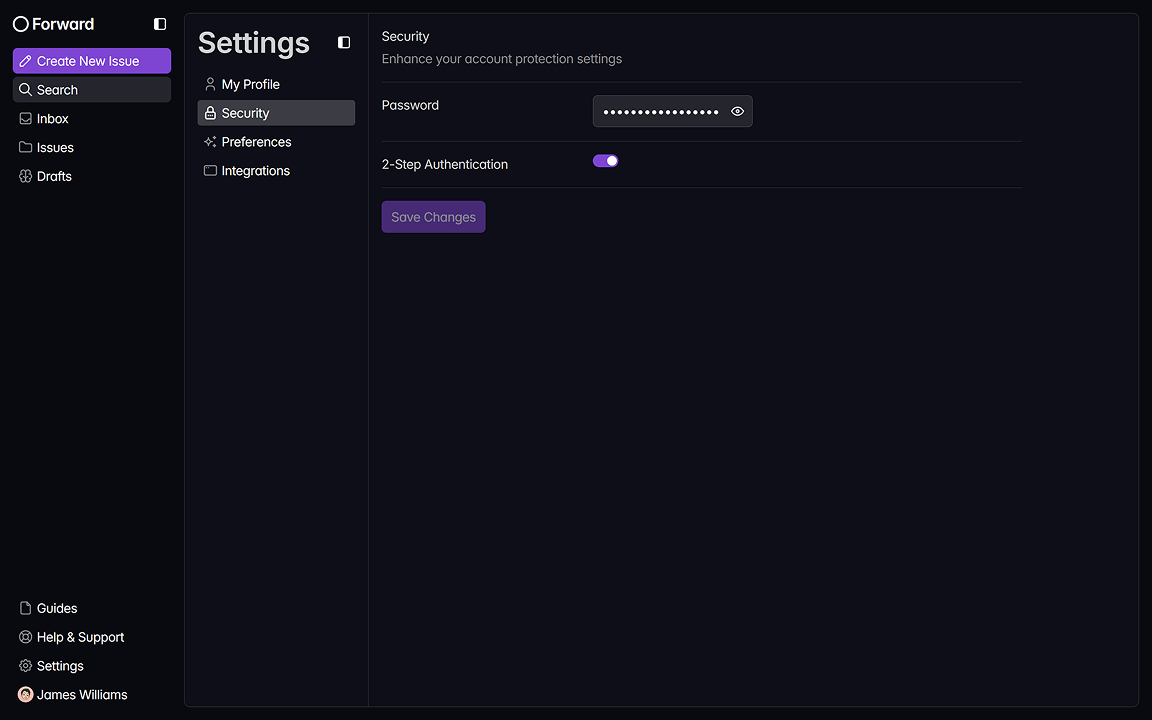 Forward
Create New Issue
Search
Inbox
Issues
Drafts
Guides
Help & Support
Settings
James Williams
Settings
My Profile
Security
Preferences
Integrations
Security
Enhance your account protection settings
Password
•••••••••••••••••
2-Step Authentication
Save Changes